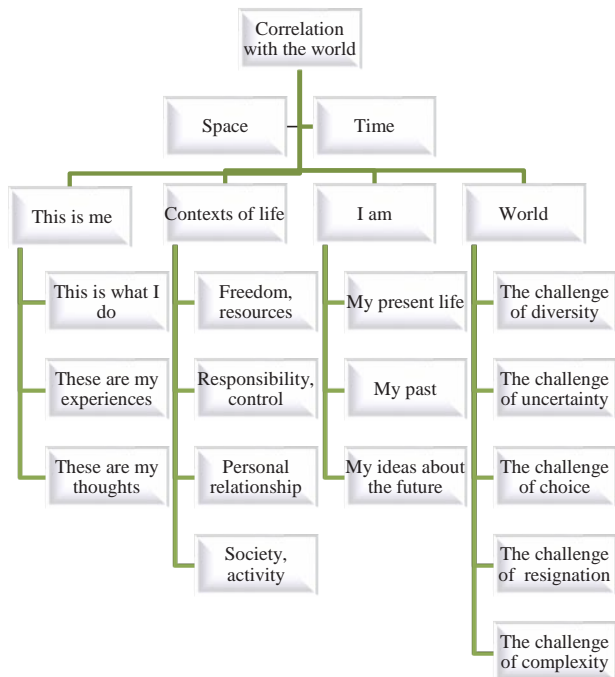 Correlation
with the world
Space
Time
This is me
Contexts of life
I am
World
This is what I
do
These are my
experiences
These are my
thoughts
Freedom,
resources
Responsibility,
control
Personal
relationship
Society,
activity
My present life
My past
My ideas about
the future
The challenge
of diversity
The challenge
of uncertainty
The challenge
of choice
The challenge
of resignation
The challenge
of complexity